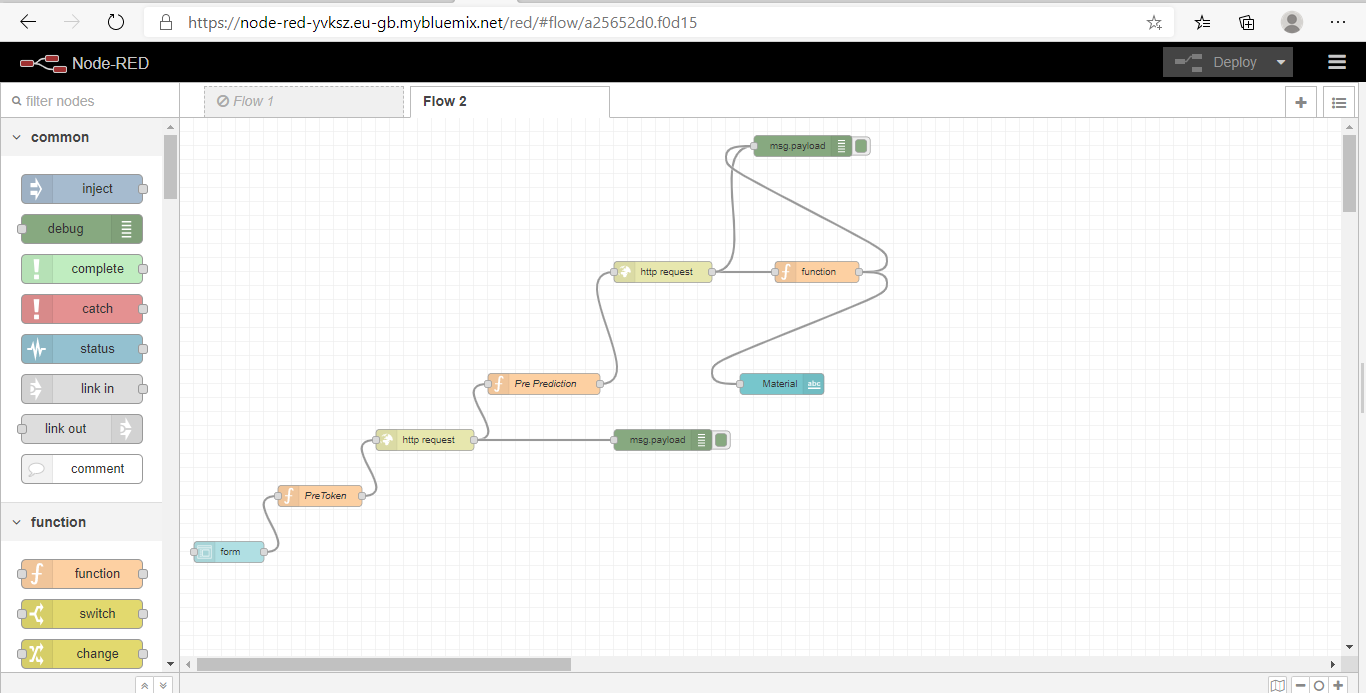 https://node-red-yvksz.eu-gb.mybluemix.net/red/#flow/a25652d0.f0d15
Node-RED
Deploy
filter nodes
Flow 1
Flow 2
common
inject
debug
complete
catch
status
link in
link out
comment
function
function
switch
change
msg.payload
http request
function
Pre Prediction
Material
abc
http request
msg.payload
PreToken
form